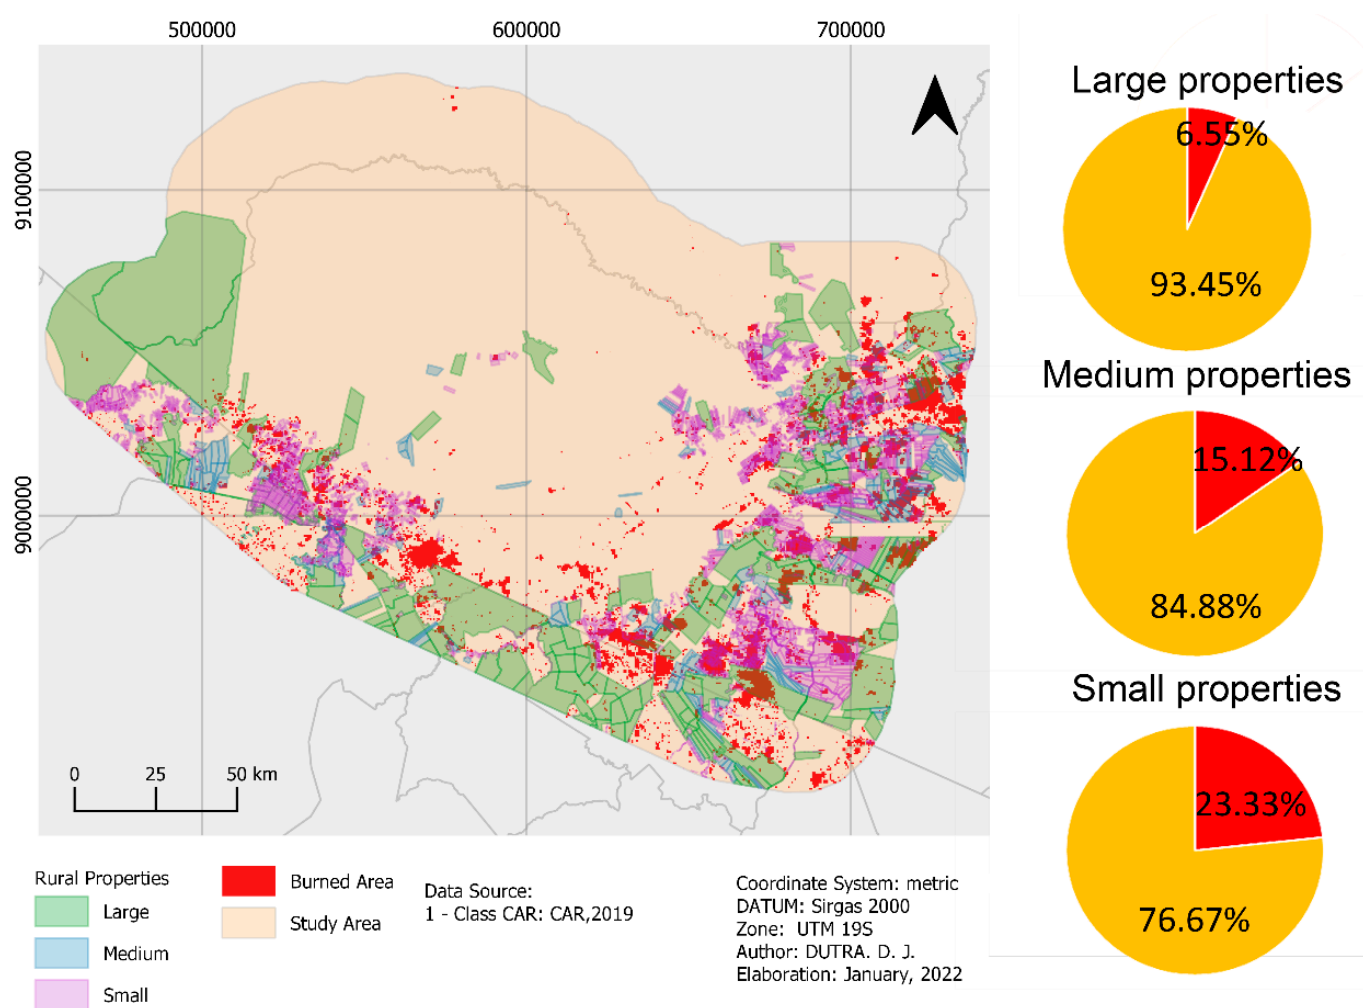 500000
600000
700000
9100000
9000000
0 25 50 km
Large properties
6.55%
93.45%
Medium properties
15.12%
84.88%
Small properties
23.33%
76.67%
Rural Properties
Large
Medium
Small
Burned Area
Study Area
Data Source:
1 - Class CAR: CAR,2019
Coordinate System: metric
DATUM: Sirgas 2000
Zone: UTM 19S
Author: DUTRA. D. J.
Elaboration: January, 2022